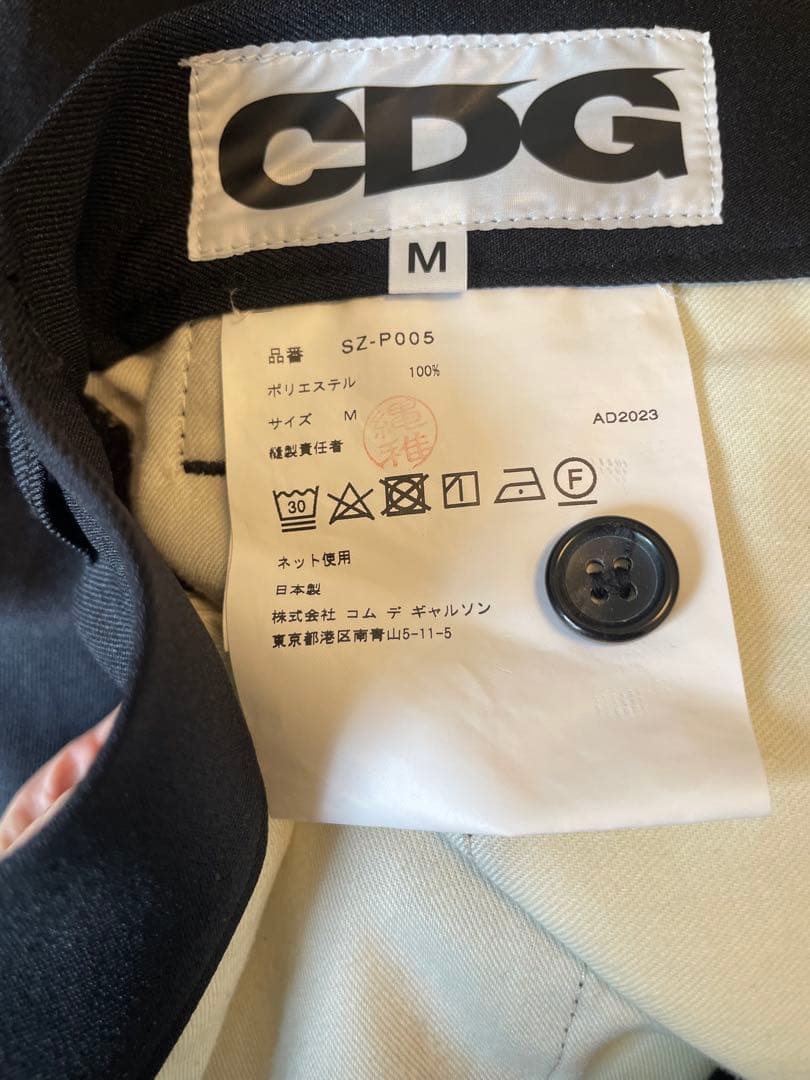 CDG
M
品番 SZ-P005
ポリエステル 100%
サイズ M
AD2023
縫製責任者
30
F
ネット使用
日本製
株式会社 コム デ ギャルソン
東京都港区南青山5-11-5